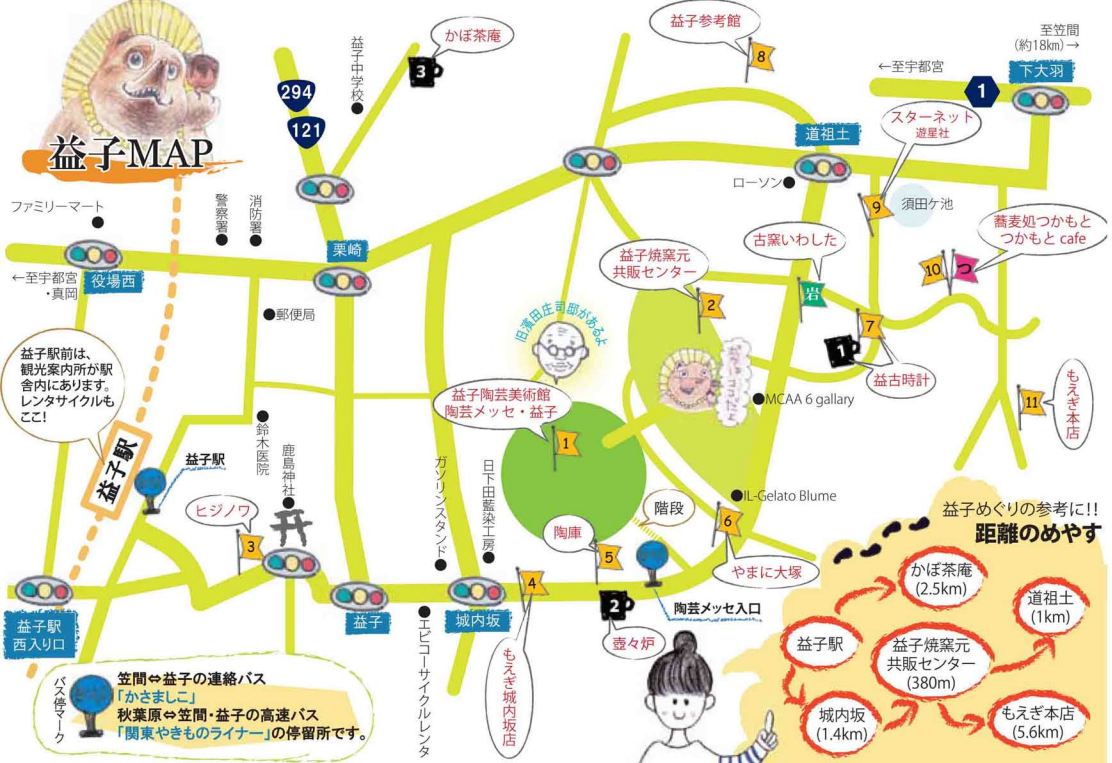 益子MAP
294
121
益子中学校
3
かぼ茶庵
益子参考館
8
至笠間
(約18km)→
←至宇都宮
1
下大羽
道祖土
スターネット
遊星社
ローソン
9
須田ケ池
ファミリーマート
警察署
消防署
栗崎
役場西
←至宇都宮
・真岡
郵便局
益子焼窯元
共販センター
2
古窯いわした
岩
10
つ
蕎麦処つかもと
つかもと cafe
旧濱田庄司邸があるよ
7
1
益古時計
益子駅前は、
観光案内所が駅
舎内にあります。
レンタサイクルも
ここ!
益子陶芸美術館
陶芸メッセ・益子
1
MCAA 6 gallary
11
もえぎ本店
益子駅
益子駅
鈴木医院
鹿島神社
ガソリンスタンド
日下田藍染工房
階段
IL-Gelato Blume
6
やまに大塚
ヒジノワ
3
陶庫
5
4
2
壺々炉
陶芸メッセ入口
益子駅
西入り口
益子
城内坂
エビコーサイクルレンタ
もえぎ城内坂店
バス停マーク
笠間⇔益子の連絡バス
「かさましこ」
秋葉原⇔笠間・益子の高速バス
「関東やきものライナー」の停留所です。
益子めぐりの参考に!!
距離のめやす
かぼ茶庵
(2.5km)
道祖土
(1km)
益子駅
益子焼窯元
共販センター
(380m)
城内坂
(1.4km)
もえぎ本店
(5.6km)